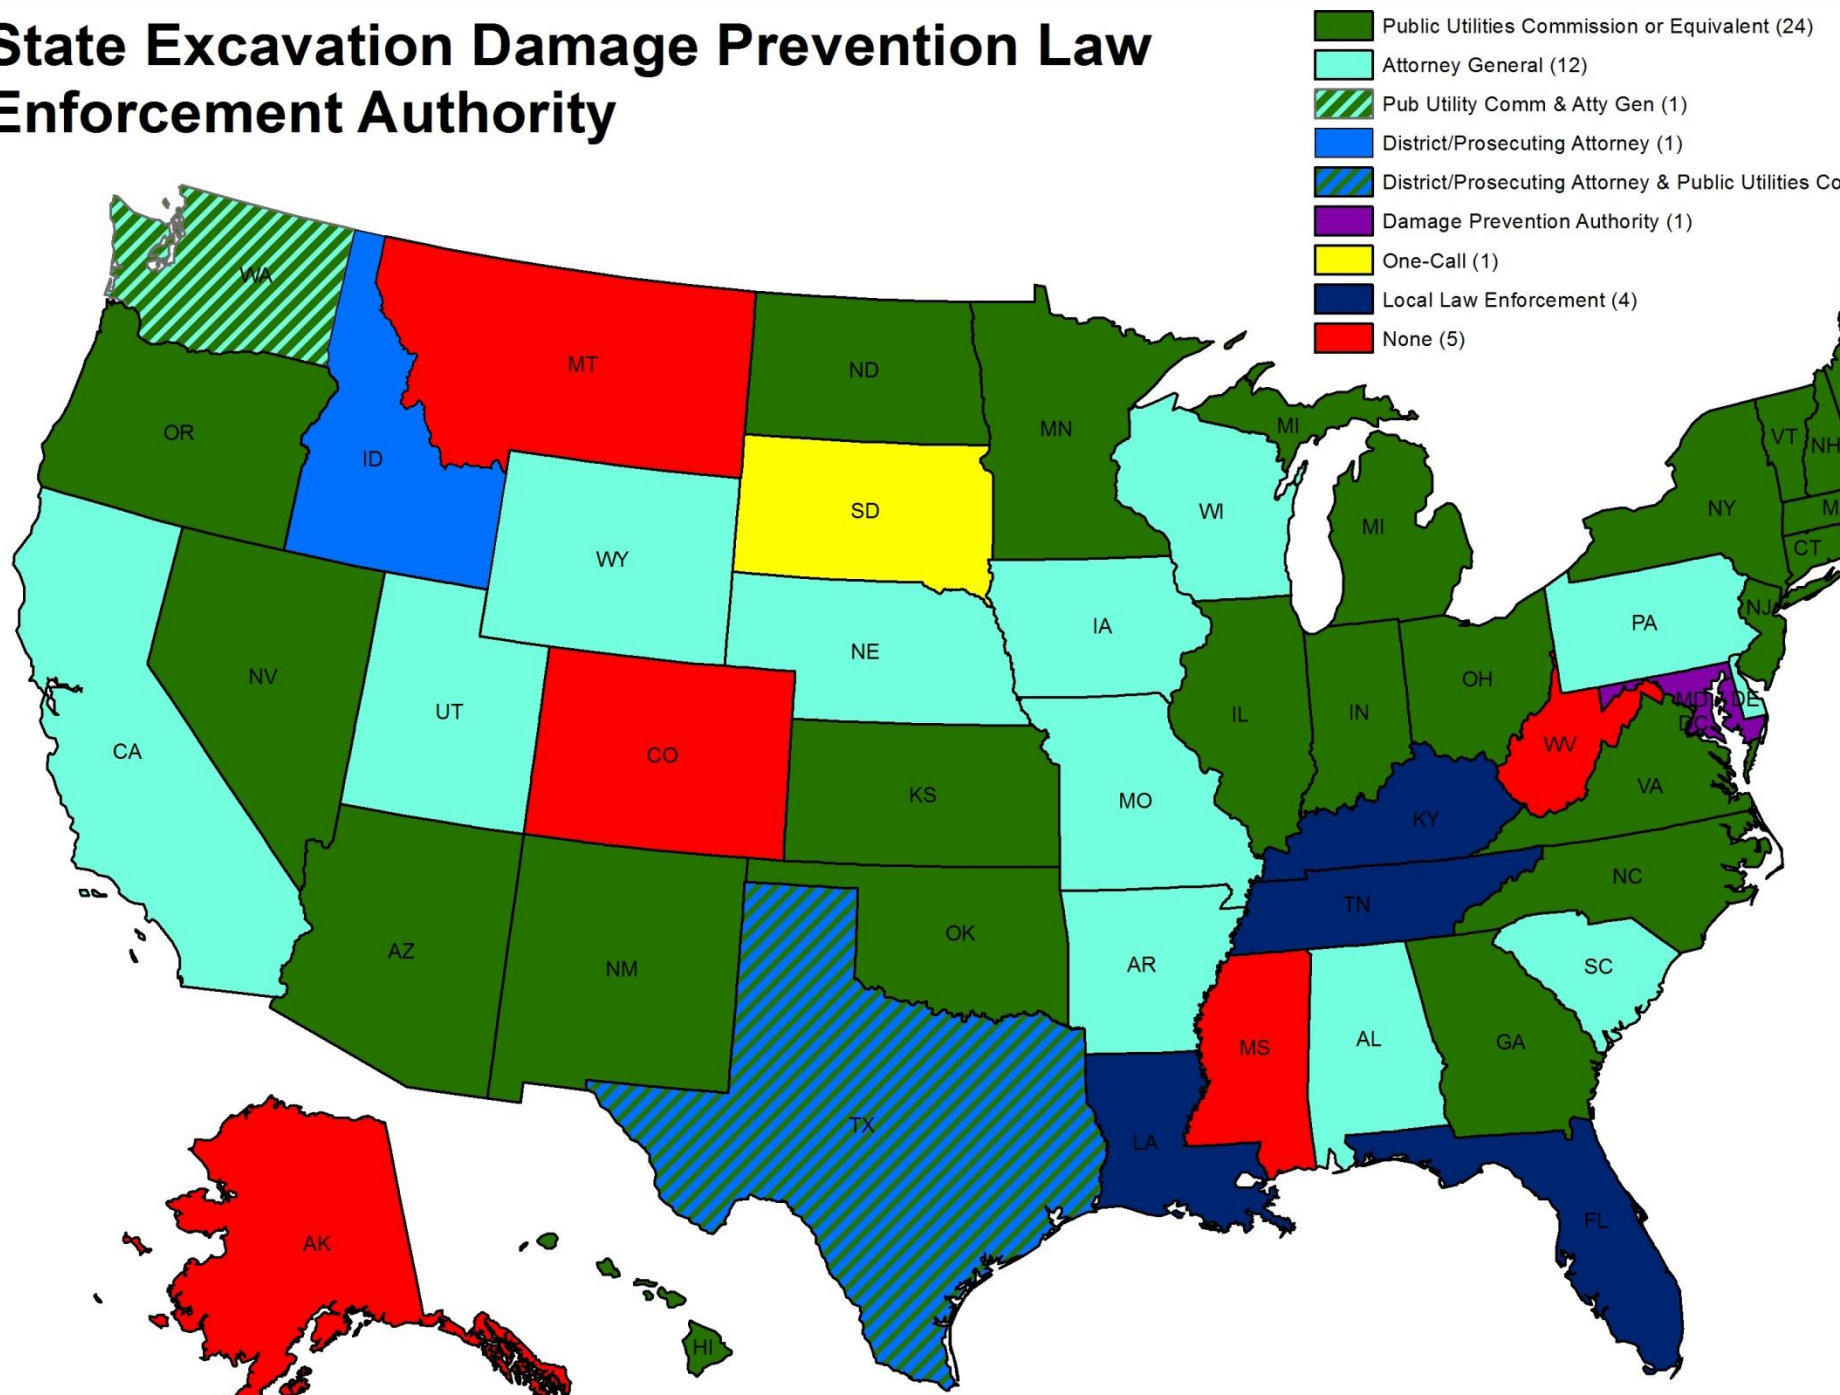 State Excavation Damage Prevention Law
Enforcement Authority
Public Utilities Commission or Equivalent (24)
Attorney General (12)
Pub Utility Comm & Atty Gen (1)
District/Prosecuting Attorney (1)
District/Prosecuting Attorney & Public Utilities Co
Damage Prevention Authority (1)
One-Call (1)
Local Law Enforcement (4)
None (5)
WA
MT
ND
OR
ID
MN
MI
VT
NH
SD
WI
MI
NY
M
WY
CT
NE
IA
PA
NJ
NV
UT
OH
CA
CO
IL
IN
MD
DE
DC
WV
KS
MO
KY
VA
AZ
NM
OK
TN
NC
AR
SC
MS
AL
GA
TX
LA
FL
AK
HI